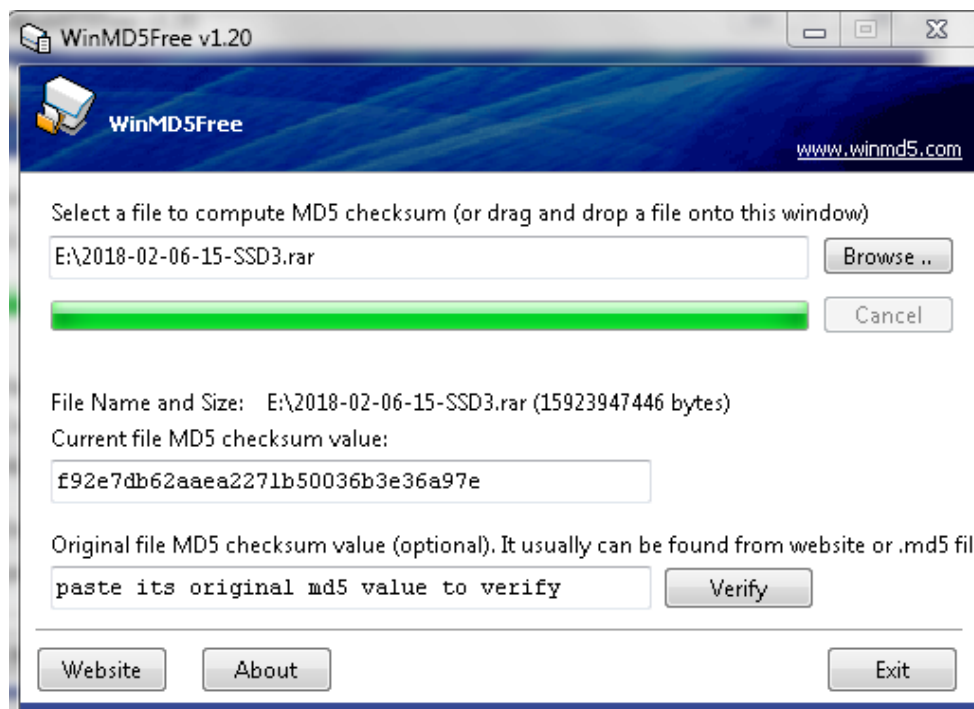 WinMD5Free v1.20
WinMD5Free
www.winmd5.com
Select a file to compute MD5 checksum (or drag and drop a file onto this window)
E:\2018-02-06-15-SSD3.rar
Browse ..
Cancel
File Name and Size: E:\2018-02-06-15-SSD3.rar (15923947446 bytes)
Current file MD5 checksum value:
f92e7db62aaea2271b50036b3e36a97e
Original file MD5 checksum value (optional). It usually can be found from website or .md5 fil
paste its original md5 value to verify
Verify
Website
About
Exit